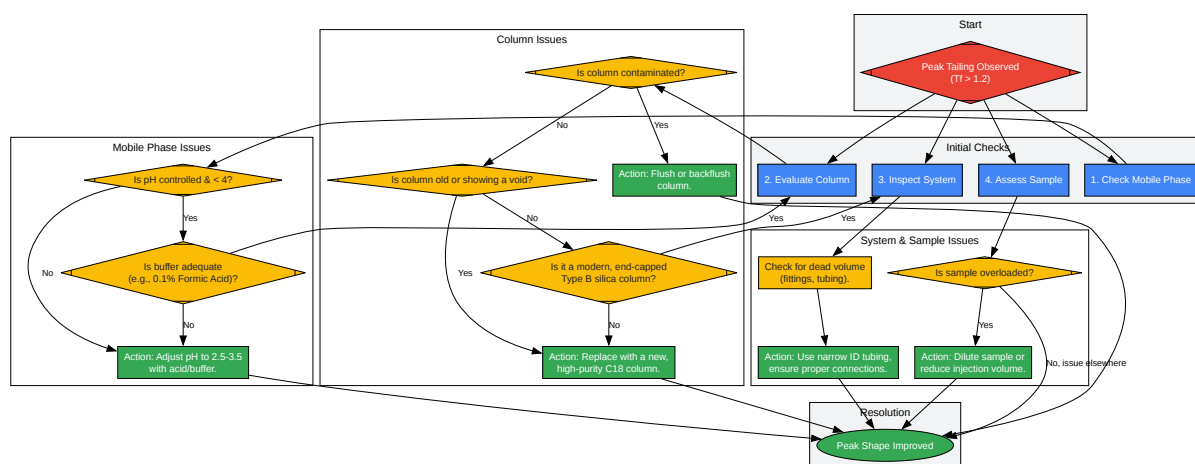 Start
Peak Tailing Observed
(Tf > 1.2)
Column Issues
Is column contaminated?
No
Yes
Is column old or showing a void?
Action: Flush or backflush
column.
No
Yes
Is it a modern, end-capped
Type B silica column?
No
Action: Replace with a new,
high-purity C18 column.
Mobile Phase Issues
Is pH controlled & < 4?
Yes
No
Is buffer adequate
(e.g., 0.1% Formic Acid)?
No
Action: Adjust pH to 2.5-3.5
with acid/buffer.
Initial Checks
2. Evaluate Column
3. Inspect System
4. Assess Sample
1. Check Mobile Phase
Yes
Yes
System & Sample Issues
Check for dead volume
(fittings, tubing).
Is sample overloaded?
Yes
No, issue elsewhere
Action: Use narrow ID tubing,
ensure proper connections.
Action: Dilute sample or
reduce injection volume.
Resolution
Peak Shape Improved